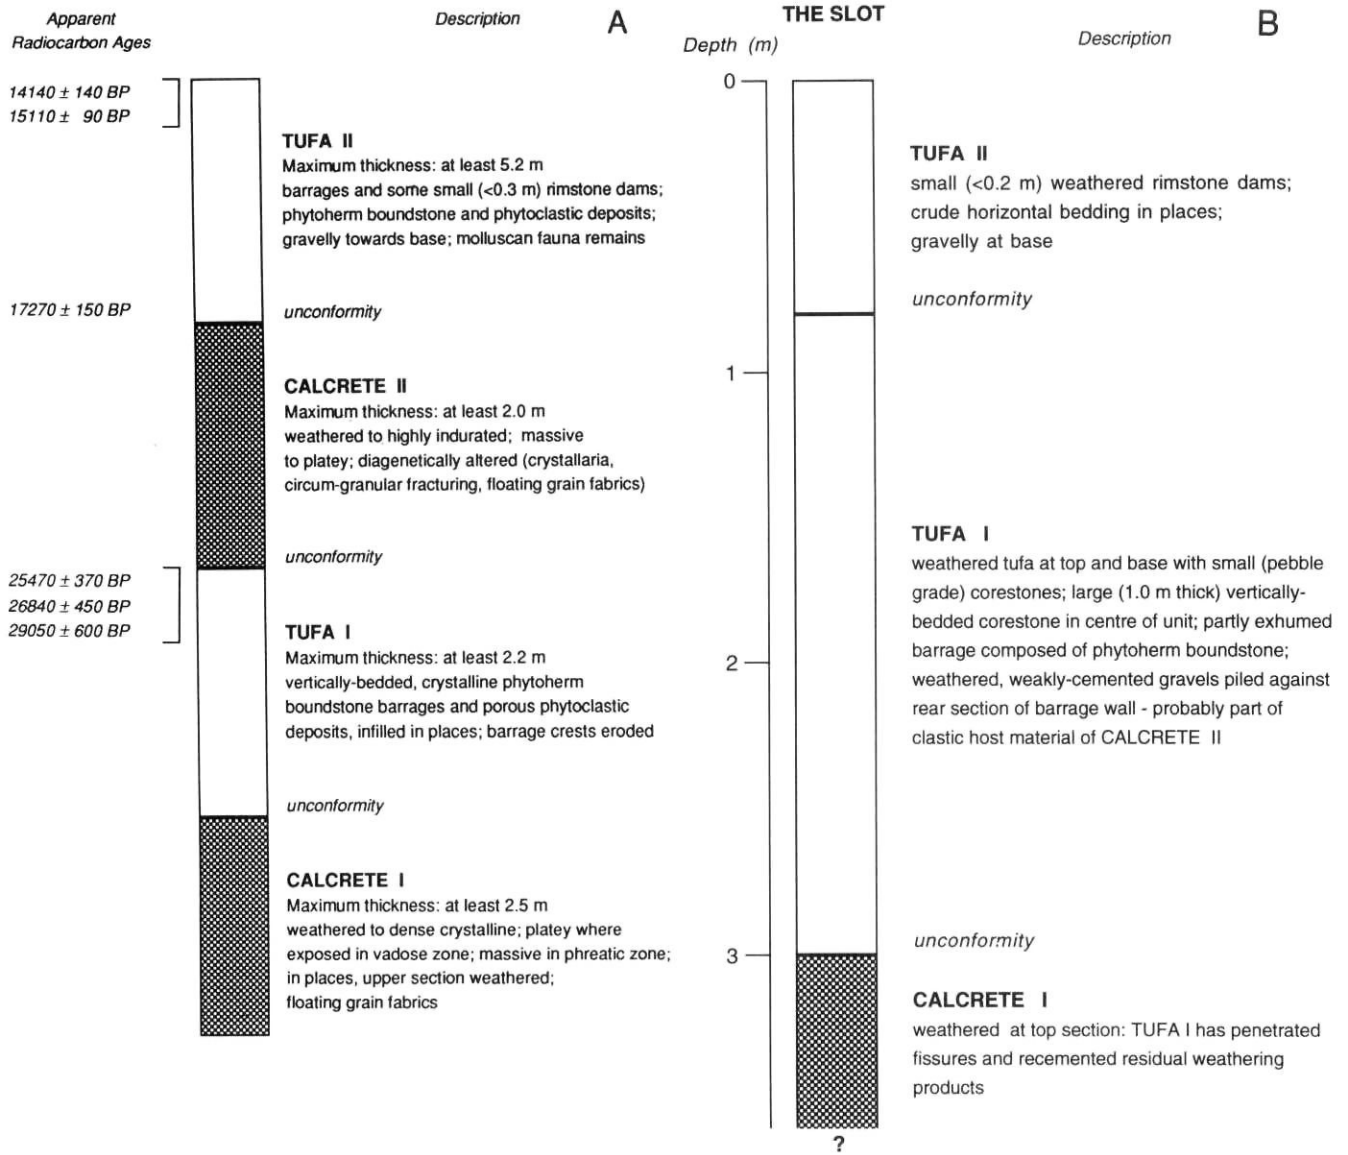 Apparent
Radiocarbon Ages
Description
A
14140 ± 140 BP
15110 ± 90 BP
TUFA II
Maximum thickness: at least 5.2 m
barrages and some small (<0.3 m) rimstone dams;
phytoherm boundstone and phytoclastic deposits;
gravelly towards base; molluscan fauna remains
17270 ± 150 BP
unconformity
CALCRETE II
Maximum thickness: at least 2.0 m
weathered to highly indurated; massive
to platey; diagenetically altered (crystallaria,
circum-granular fracturing, floating grain fabrics)
unconformity
25470 ± 370 BP
26840 ± 450 BP
29050 ± 600 BP
TUFA I
Maximum thickness: at least 2.2 m
vertically-bedded, crystalline phytoherm
boundstone barrages and porous phytoclastic
deposits, infilled in places; barrage crests eroded
unconformity
CALCRETE I
Maximum thickness: at least 2.5 m
weathered to dense crystalline; platey where
exposed in vadose zone; massive in phreatic zone;
in places, upper section weathered;
floating grain fabrics
THE SLOT
Depth (m)
Description
B
0
TUFA II
small (<0.2 m) weathered rimstone dams;
crude horizontal bedding in places;
gravelly at base
unconformity
1
TUFA I
weathered tufa at top and base with small (pebble
grade) corestones; large (1.0 m thick) vertically-
bedded corestone in centre of unit; partly exhumed
barrage composed of phytoherm boundstone;
weathered, weakly-cemented gravels piled against
rear section of barrage wall - probably part of
clastic host material of CALCRETE II
2
unconformity
3
CALCRETE I
weathered at top section: TUFA I has penetrated
fissures and recemented residual weathering
products
?